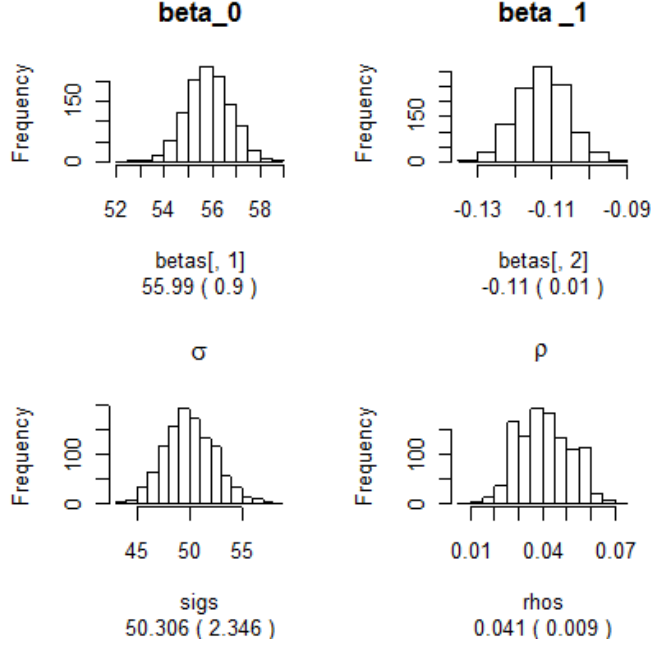 beta_0
Frequency
0
150
52
54
56
58
betas[, 1]
55.99 ( 0.9 )
beta _1
Frequency
0
150
-0.13
-0.11
-0.09
betas[, 2]
-0.11 ( 0.01 )
σ
Frequency
0
100
45
50
55
sigs
50.306 ( 2.346 )
ρ
Frequency
0
100
0.01
0.04
0.07
rhos
0.041 ( 0.009 )